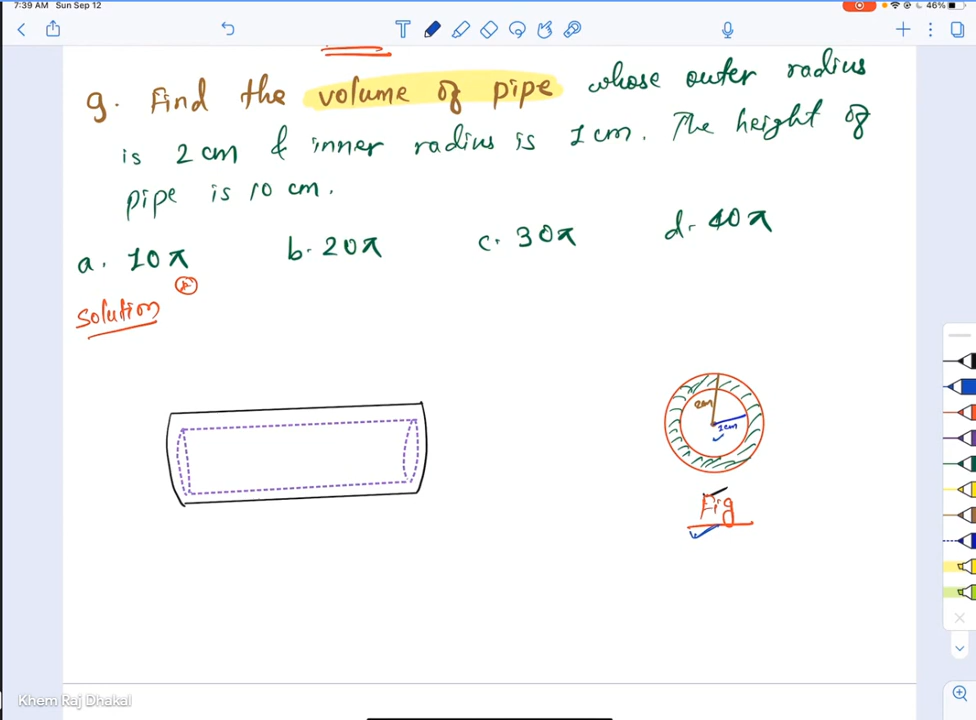 7:39 AM Sun Sep 12
46%
9. Find the volume of pipe whose outer radius
is 2 cm & inner radius is 1 cm. The height of
pipe is 10 cm.
a. 10π b. 20π c. 30π d. 40π
Solution
2cm
1cm
Fig
Khem Raj Dhakal